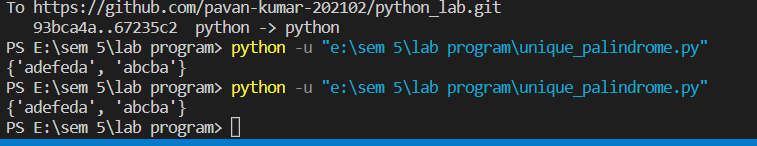 To https://github.com/pavan-kumar-202102/python_lab.git
93bca4a..67235c2 python -> python
PS E:\sem 5\lab program> python -u "e:\sem 5\lab program\unique_palindrome.py"
{'adefeda', 'abcba'}
PS E:\sem 5\lab program> python -u "e:\sem 5\lab program\unique_palindrome.py"
{'adefeda', 'abcba'}
PS E:\sem 5\lab program>